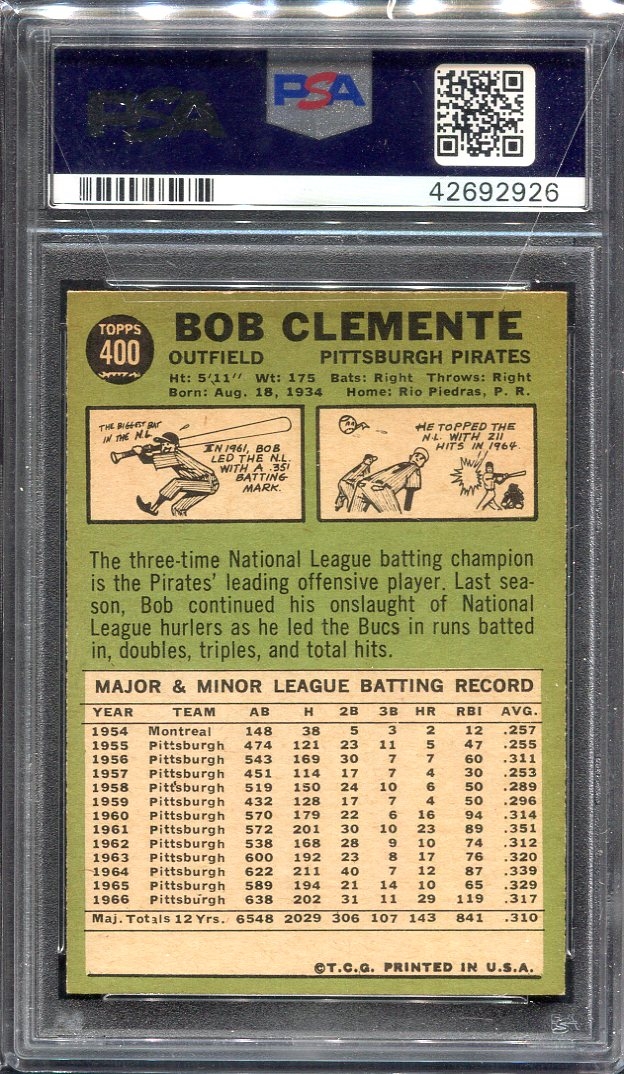 PSA
PSA
42692926
TOPPS
400
BOB CLEMENTE
OUTFIELD PITTSBURGH PIRATES
Ht: 5'11" Wt: 175 Bats: Right Throws: Right
Born: Aug. 18, 1934 Home: Rio Piedras, P. R.
THE BIGGEST BAT
IN THE N.L.
IN 1961, BOB
LED THE N.L.
WITH A .351
BATTING
MARK.
HE TOPPED THE
N.L. WITH 211
HITS IN 1964.
The three-time National League batting champion
is the Pirates' leading offensive player. Last sea-
son, Bob continued his onslaught of National
League hurlers as he led the Bucs in runs batted
in, doubles, triples, and total hits.
MAJOR & MINOR LEAGUE BATTING RECORD
YEAR TEAM AB H 2B 3B HR RBI AVG.
1954 Montreal 148 38 5 3 2 12 .257
1955 Pittsburgh 474 121 23 11 5 47 .255
1956 Pittsburgh 543 169 30 7 7 60 .311
1957 Pittsburgh 451 114 17 7 4 30 .253
1958 Pittsburgh 519 150 24 10 6 50 .289
1959 Pittsburgh 432 128 17 7 4 50 .296
1960 Pittsburgh 570 179 22 6 16 94 .314
1961 Pittsburgh 572 201 30 10 23 89 .351
1962 Pittsburgh 538 168 28 9 10 74 .312
1963 Pittsburgh 600 192 23 8 17 76 .320
1964 Pittsburgh 622 211 40 7 12 87 .339
1965 Pittsburgh 589 194 21 14 10 65 .329
1966 Pittsburgh 638 202 31 11 29 119 .317
Maj. Totals 12 Yrs. 6548 2029 306 107 143 841 .310
©T.C.G. PRINTED IN U.S.A.
PSA